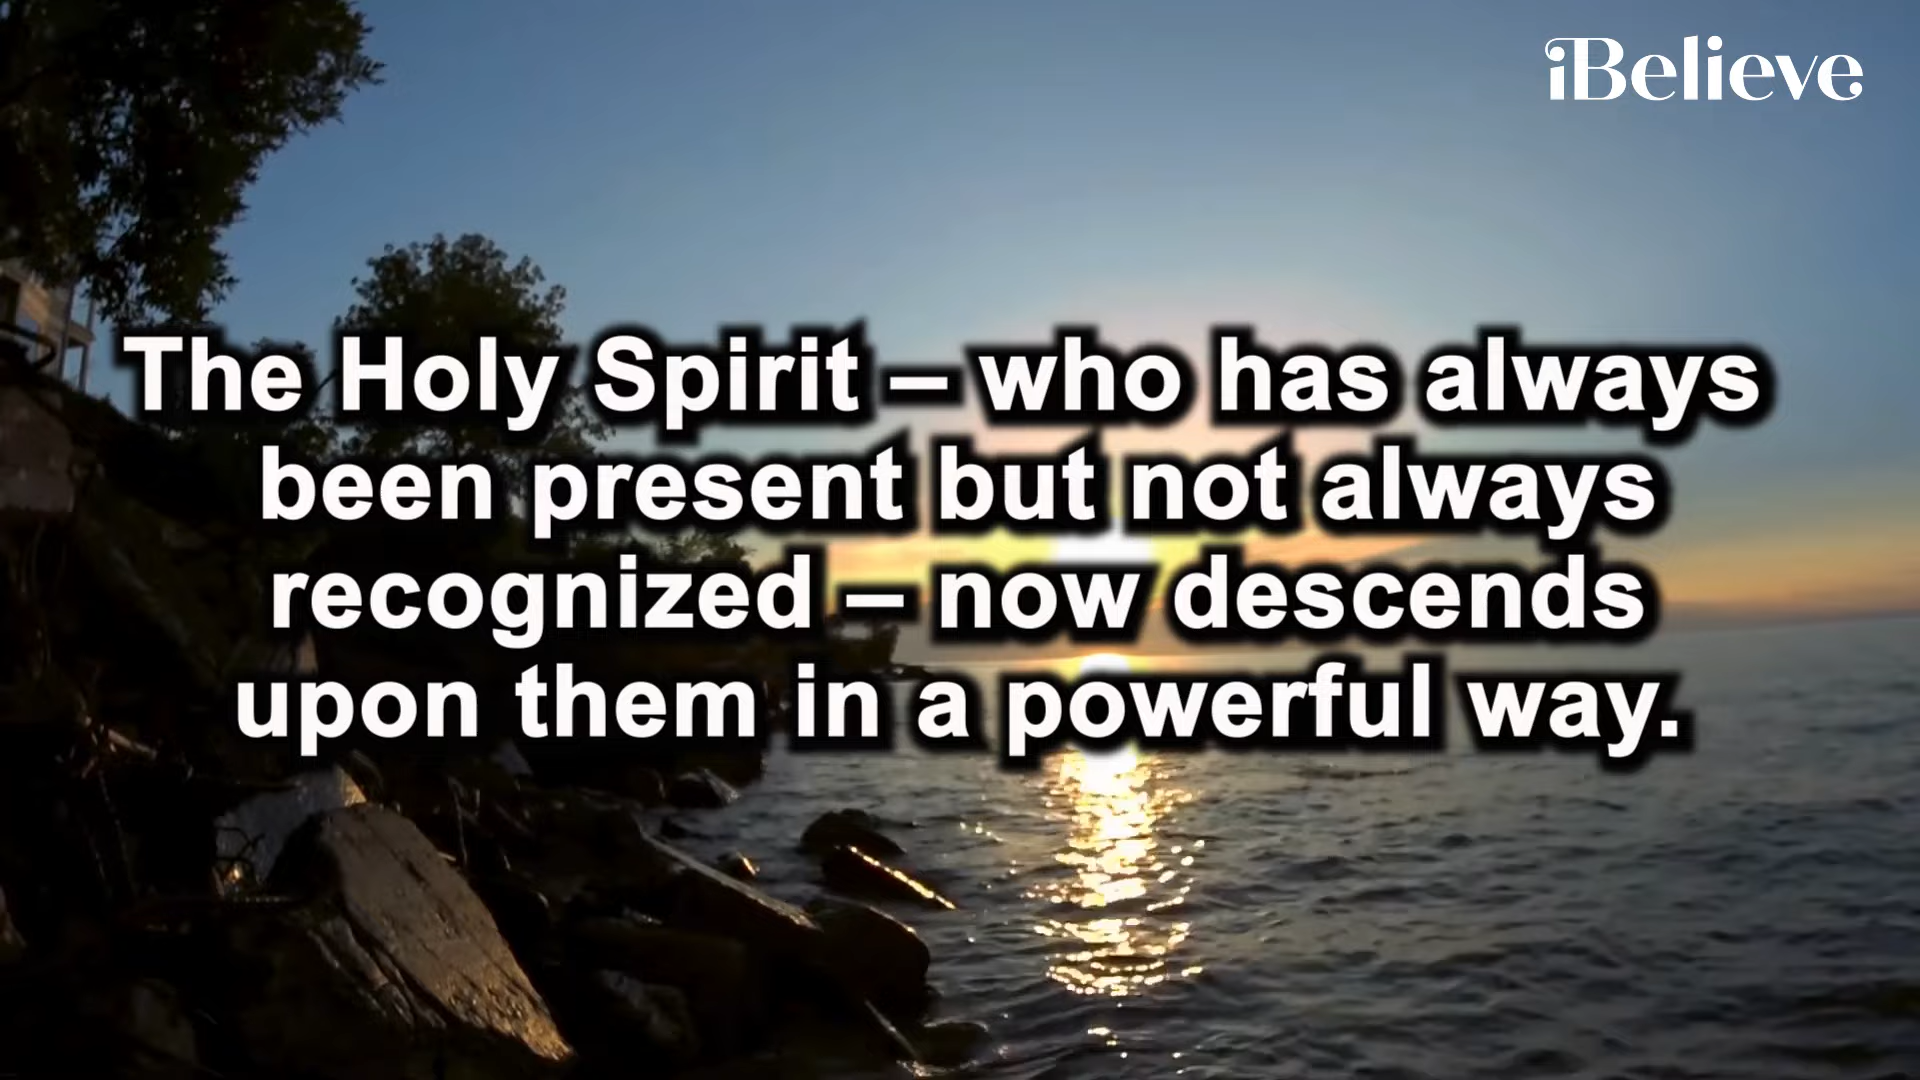 iBelieve
The Holy Spirit – who has always
been present but not always
recognized – now descends
upon them in a powerful way.